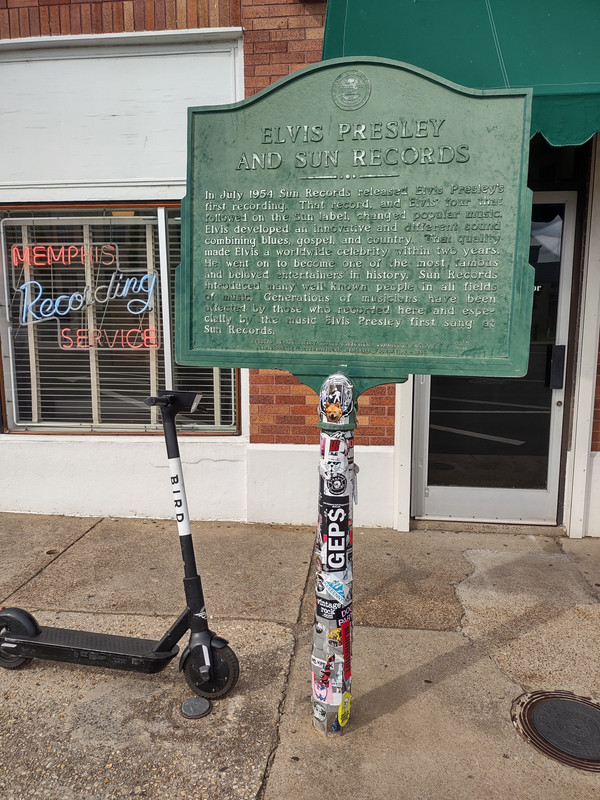 ELVIS PRESLEY
AND SUN RECORDS
In July 1954 Sun Records released Elvis Presley's
first recording. That record, and Elvis' four that
followed on the Sun label, changed popular music.
Elvis developed an innovative and different sound
combining blues, gospel, and country. That quality
made Elvis a worldwide celebrity within two years.
He went on to become one of the most famous
and beloved entertainers in history. Sun Records
introduced many well known people in all fields
of music. Generations of musicians have been
affected by those who recorded here and espe-
cially by the music Elvis Presley first sang at
Sun Records.
MEMPHIS
Recording
SERVICE
BIRD
GEPS
vintage
rock